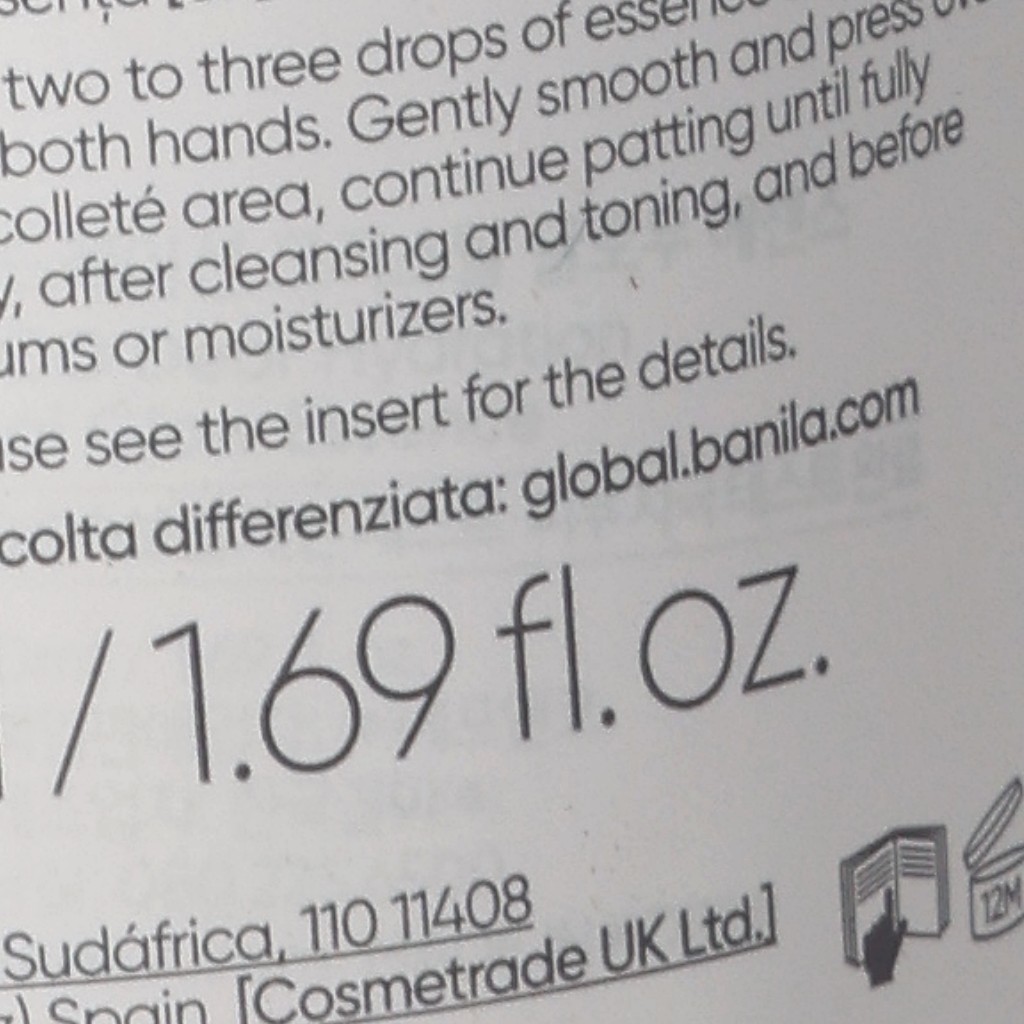 two to three drops of
both hands. Gently smooth and press
colleté area, continue patting until fully
, after cleansing and toning, and before
ums or moisturizers.
se see the insert for the details.
colta differenziata: global.banila.com
/ 1.69 fl. oz.
Sudáfrica, 110 11408
) Spain [Cosmetrade UK Ltd.]
12M